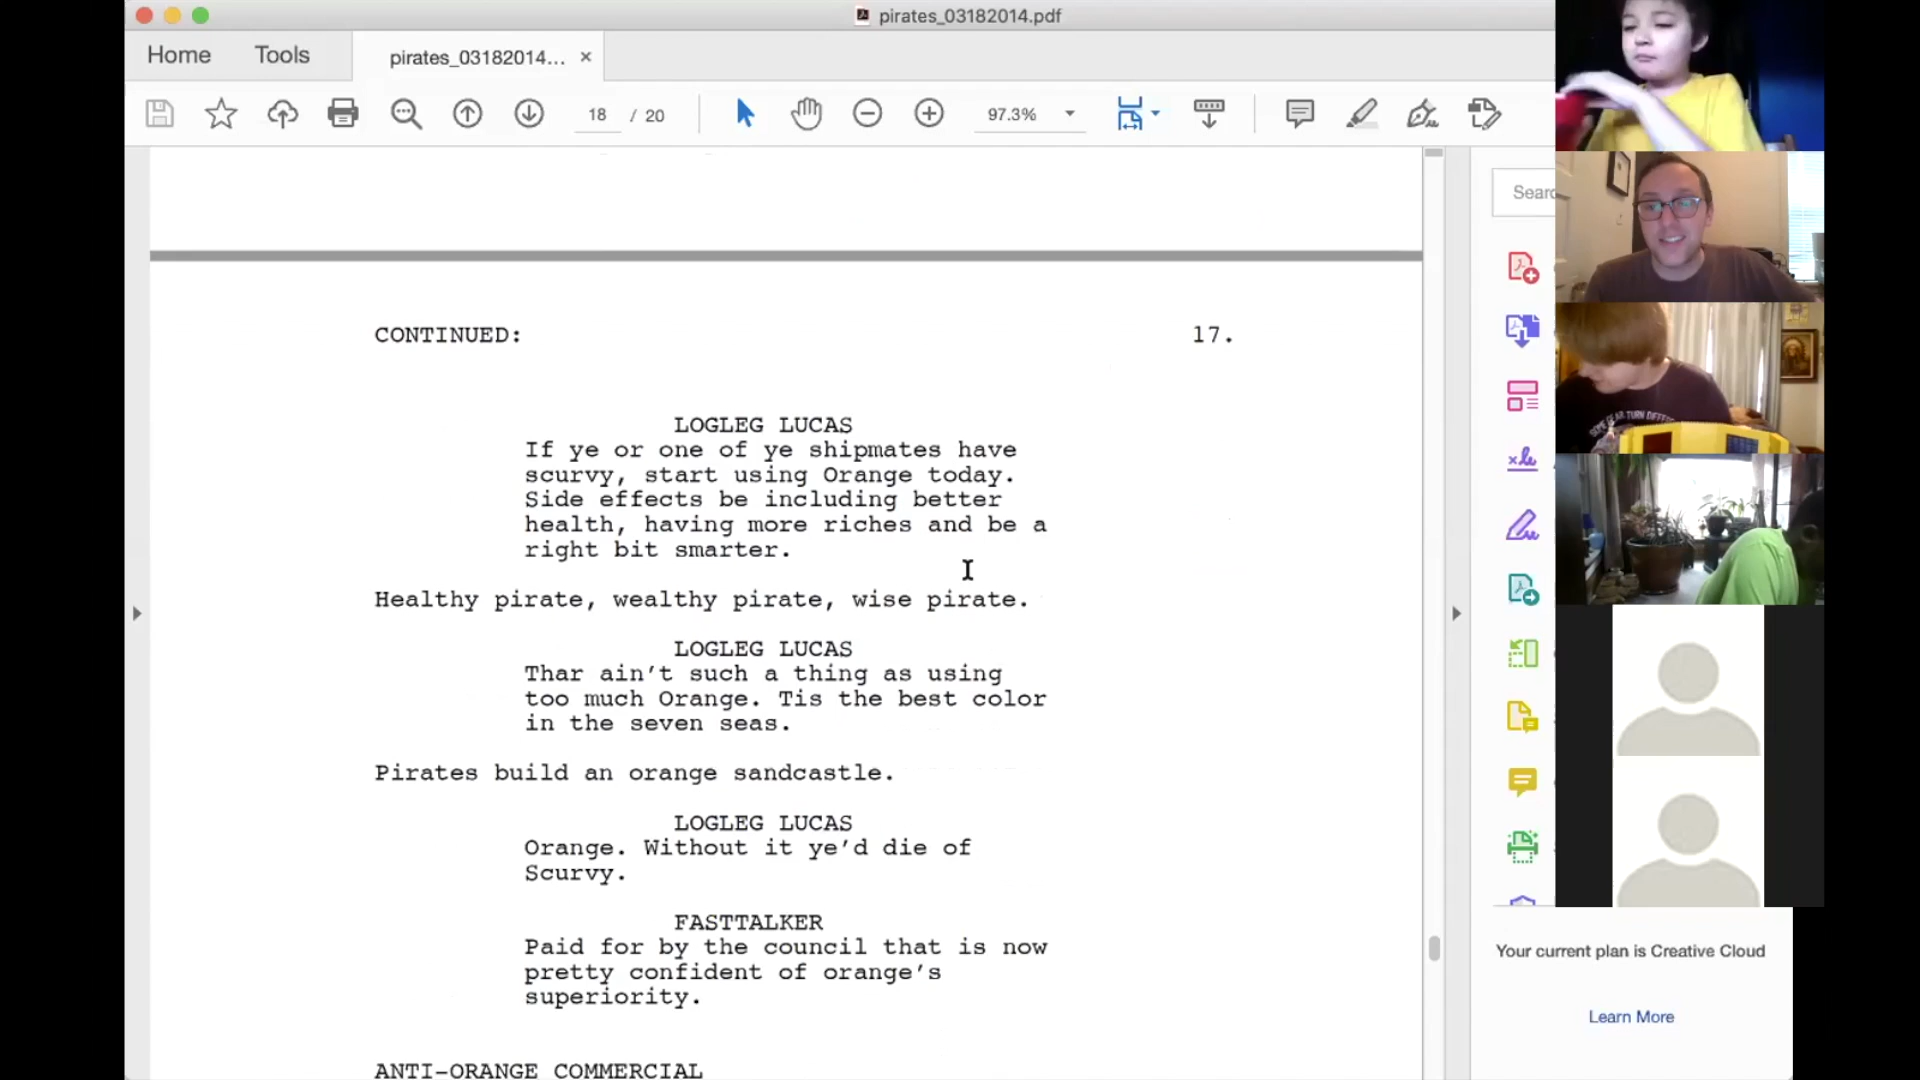 pirates_03182014.pdf
Home Tools pirates_03182014... ×
18 / 20 97.3%
Searc
CONTINUED: 17.
LOGLEG LUCAS
If ye or one of ye shipmates have
scurvy, start using Orange today.
Side effects be including better
health, having more riches and be a
right bit smarter.
Healthy pirate, wealthy pirate, wise pirate.
LOGLEG LUCAS
Thar ain't such a thing as using
too much Orange. Tis the best color
in the seven seas.
Pirates build an orange sandcastle.
LOGLEG LUCAS
Orange. Without it ye'd die of
Scurvy.
FASTTALKER
Paid for by the council that is now
pretty confident of orange's
superiority.
ANTI-ORANGE COMMERCIAL
Your current plan is Creative Cloud
Learn More